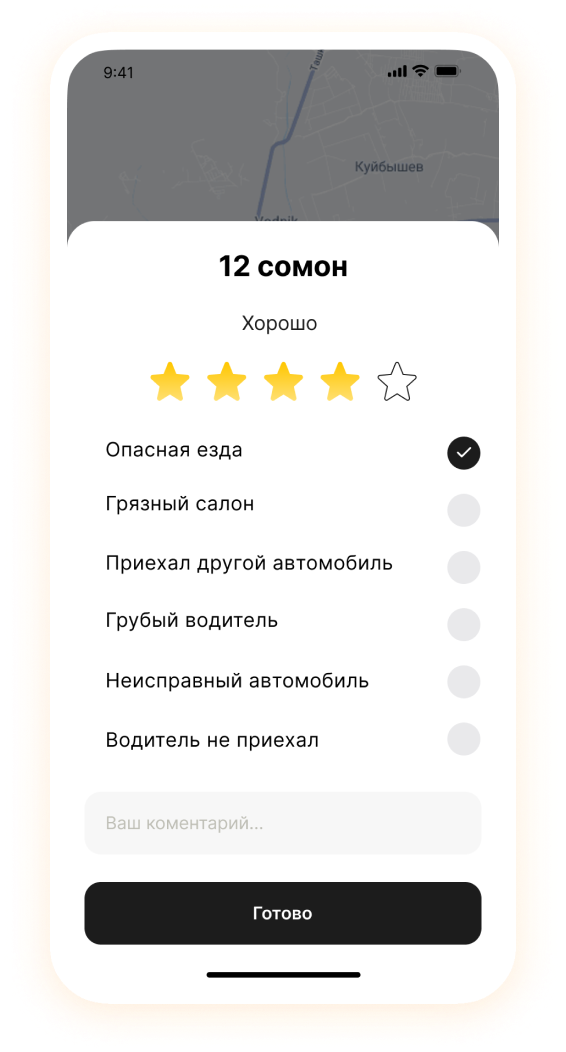 9:41
Куйбышев
12 сомон
Хорошо
Опасная езда
Грязный салон
Приехал другой автомобиль
Грубый водитель
Неисправный автомобиль
Водитель не приехал
Ваш коментарий...
Готово